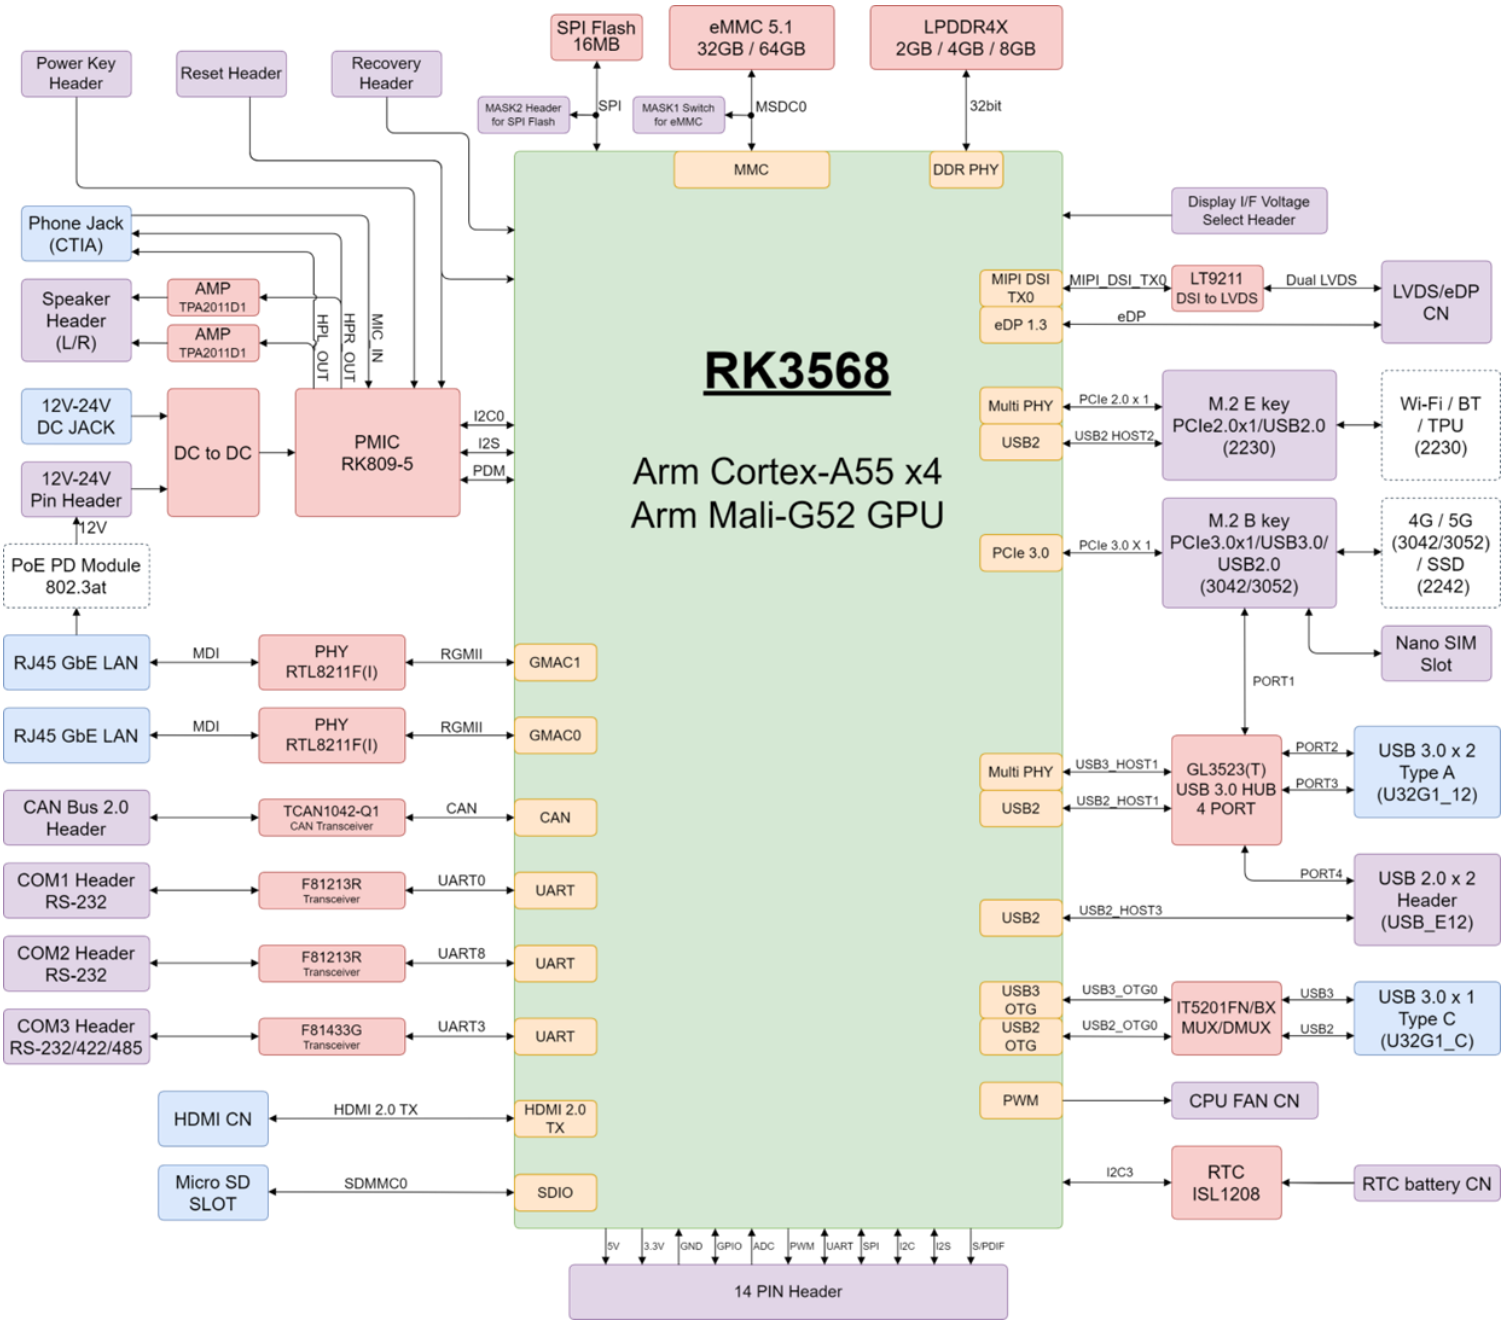 SPI Flash
16MB
eMMC 5.1
32GB / 64GB
LPDDR4X
2GB / 4GB / 8GB
Power Key
Header
Reset Header
Recovery
Header
MASK2 Header
for SPI Flash
SPI
MASK1 Switch
for eMMC
MSDC0
32bit
MMC
DDR PHY
Phone Jack
(CTIA)
Display I/F Voltage
Select Header
Speaker
Header
(L/R)
AMP
TPA2011D1
AMP
TPA2011D1
HPL_OUT
HPR_OUT
MIC_IN
MIPI DSI
TX0
MIPI_DSI_TX0
LT9211
DSI to LVDS
Dual LVDS
LVDS/eDP
CN
eDP 1.3
eDP
RK3568
Arm Cortex-A55 x4
Arm Mali-G52 GPU
12V-24V
DC JACK
DC to DC
PMIC
RK809-5
I2C0
I2S
PDM
12V-24V
Pin Header
12V
PoE PD Module
802.3at
Multi PHY
PCIe 2.0 x 1
USB2
USB2 HOST2
M.2 E key
PCIe2.0x1/USB2.0
(2230)
Wi-Fi / BT
/ TPU
(2230)
PCIe 3.0
PCIe 3.0 X 1
M.2 B key
PCIe3.0x1/USB3.0/
USB2.0
(3042/3052)
4G / 5G
(3042/3052)
/ SSD
(2242)
Nano SIM
Slot
PORT1
RJ45 GbE LAN
MDI
PHY
RTL8211F(I)
RGMII
GMAC1
RJ45 GbE LAN
MDI
PHY
RTL8211F(I)
RGMII
GMAC0
Multi PHY
USB3_HOST1
USB2
USB2_HOST1
GL3523(T)
USB 3.0 HUB
4 PORT
PORT2
PORT3
USB 3.0 x 2
Type A
(U32G1_12)
CAN Bus 2.0
Header
TCAN1042-Q1
CAN Transceiver
CAN
CAN
COM1 Header
RS-232
F81213R
Transceiver
UART0
UART
PORT4
USB 2.0 x 2
Header
(USB_E12)
USB2
USB2_HOST3
COM2 Header
RS-232
F81213R
Transceiver
UART8
UART
COM3 Header
RS-232/422/485
F81433G
Transceiver
UART3
UART
USB3
OTG
USB3_OTG0
USB2
OTG
USB2_OTG0
IT5201FN/BX
MUX/DMUX
USB3
USB2
USB 3.0 x 1
Type C
(U32G1_C)
HDMI CN
HDMI 2.0 TX
HDMI 2.0
TX
PWM
CPU FAN CN
Micro SD
SLOT
SDMMC0
SDIO
I2C3
RTC
ISL1208
RTC battery CN
5V
3.3V
GND
GPIO
ADC
PWM
UART
SPI
I2C
I2S
S/PDIF
14 PIN Header